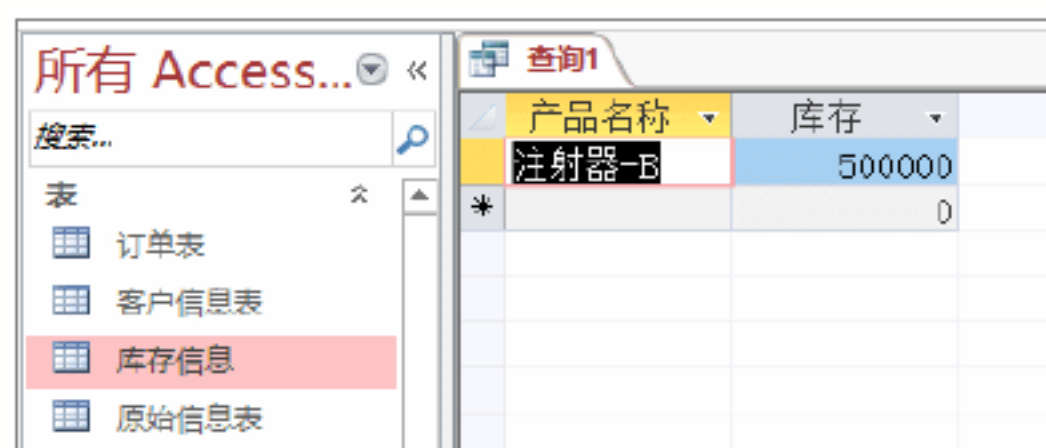 所有 Access...
搜索...
表
订单表
客户信息表
库存信息
原始信息表
查询1
产品名称 库存
注射器-B 500000
0